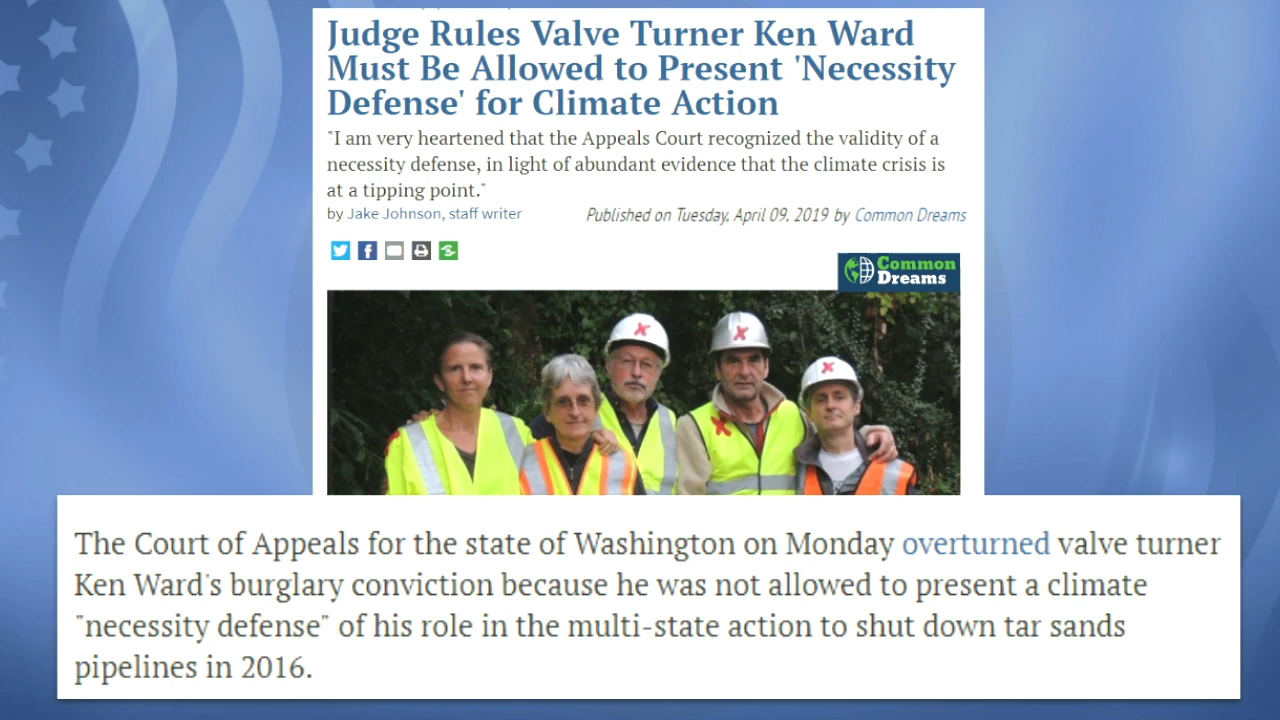 Judge Rules Valve Turner Ken Ward
Must Be Allowed to Present 'Necessity
Defense' for Climate Action
"I am very heartened that the Appeals Court recognized the validity of a
necessity defense, in light of abundant evidence that the climate crisis is
at a tipping point."
by Jake Johnson, staff writer
Published on Tuesday, April 09, 2019 by Common Dreams
Common
Dreams
The Court of Appeals for the state of Washington on Monday overturned valve turner
Ken Ward's burglary conviction because he was not allowed to present a climate
"necessity defense" of his role in the multi-state action to shut down tar sands
pipelines in 2016.